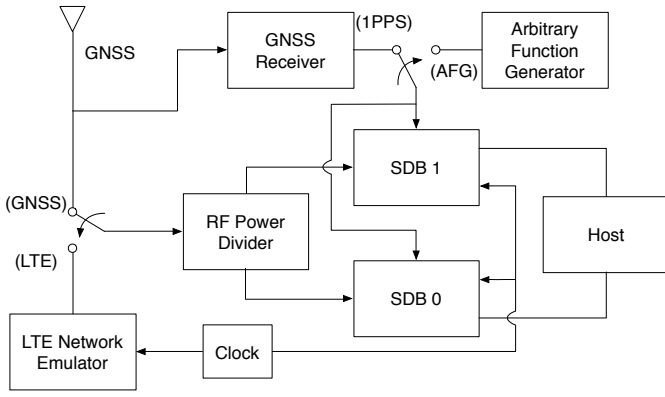 GNSS
GNSS
Receiver
(1PPS)
(AFG)
Arbitrary
Function
Generator
SDB 1
(GNSS)
(LTE)
RF Power
Divider
Host
SDB 0
LTE Network
Emulator
Clock